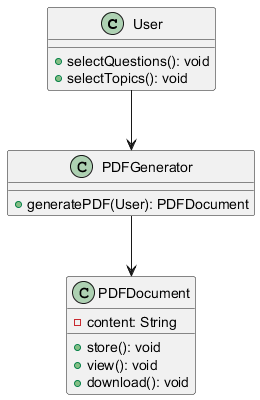 C User
+selectQuestions(): void
+selectTopics(): void
C PDFGenerator
generatePDF(User): PDFDocument
C PDFDocument
content: String
store(): void
view(): void
download(): void